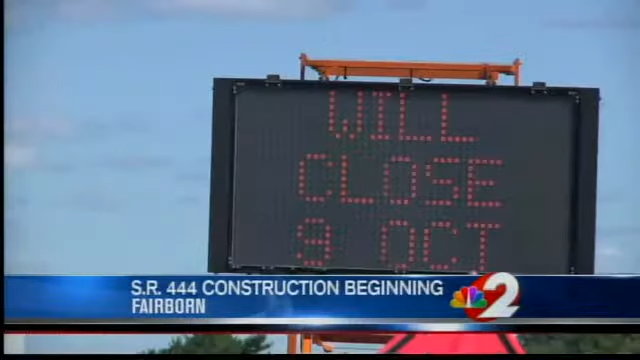 WILL
CLOSE
9 OCT
S.R. 444 CONSTRUCTION BEGINNING
FAIRBORN
2